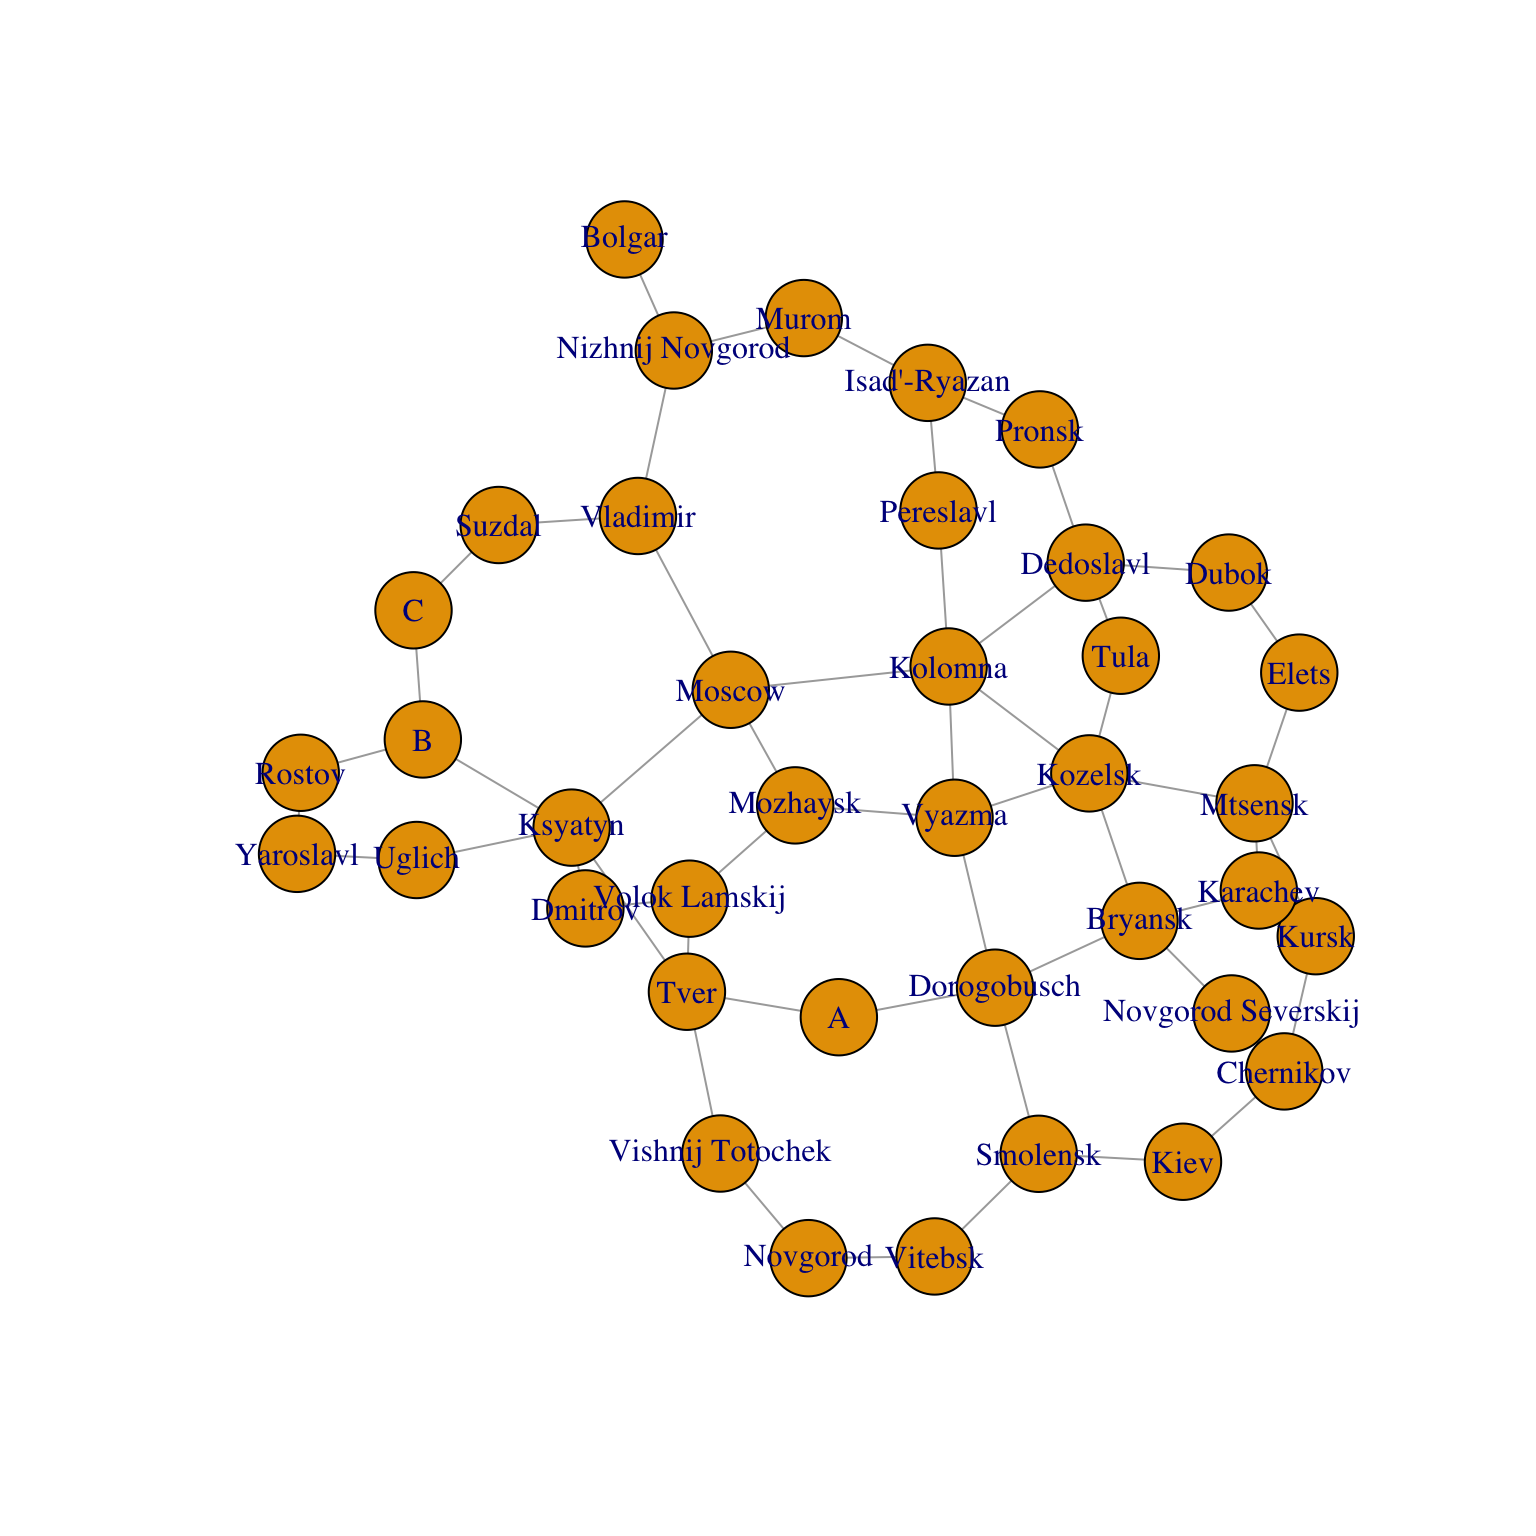 Bolgar
Murom
Nizhnij Novgorod
Isad'-Ryazan
Pronsk
Pereslavl
Vladimir
Suzdal
Dedoslavl
Dubok
C
Tula
Kolomna
Elets
Moscow
B
Rostov
Kozelsk
Mozhaysk
Mtsensk
Vyazma
Ksyatyn
Yaroslavl
Uglich
Karachev
Volok Lamskij
Dmitrov
Bryansk
Kursk
Dorogobusch
Tver
Novgorod Severskij
A
Chernikov
Vishnij Totochek
Smolensk
Kiev
Novgorod
Vitebsk